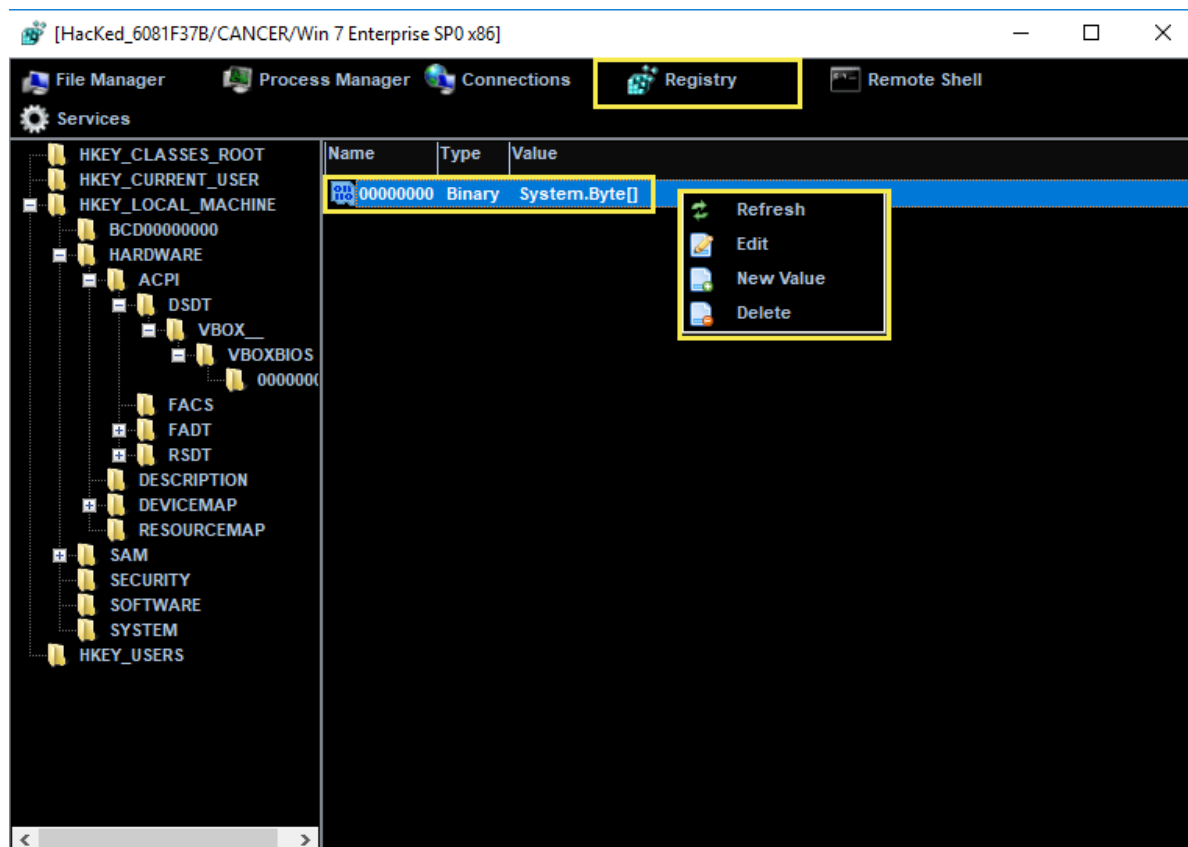 [HacKed_6081F37B/CANCER/Win 7 Enterprise SP0 x86]
File Manager Process Manager Connections Registry Remote Shell
Services
Name Type Value
00000000 Binary System.Byte[]
Refresh
Edit
New Value
Delete
HKEY_CLASSES_ROOT
HKEY_CURRENT_USER
HKEY_LOCAL_MACHINE
BCD00000000
HARDWARE
ACPI
DSDT
VBOX__
VBOXBIOS
0000000
FACS
FADT
RSDT
DESCRIPTION
DEVICEMAP
RESOURCEMAP
SAM
SECURITY
SOFTWARE
SYSTEM
HKEY_USERS